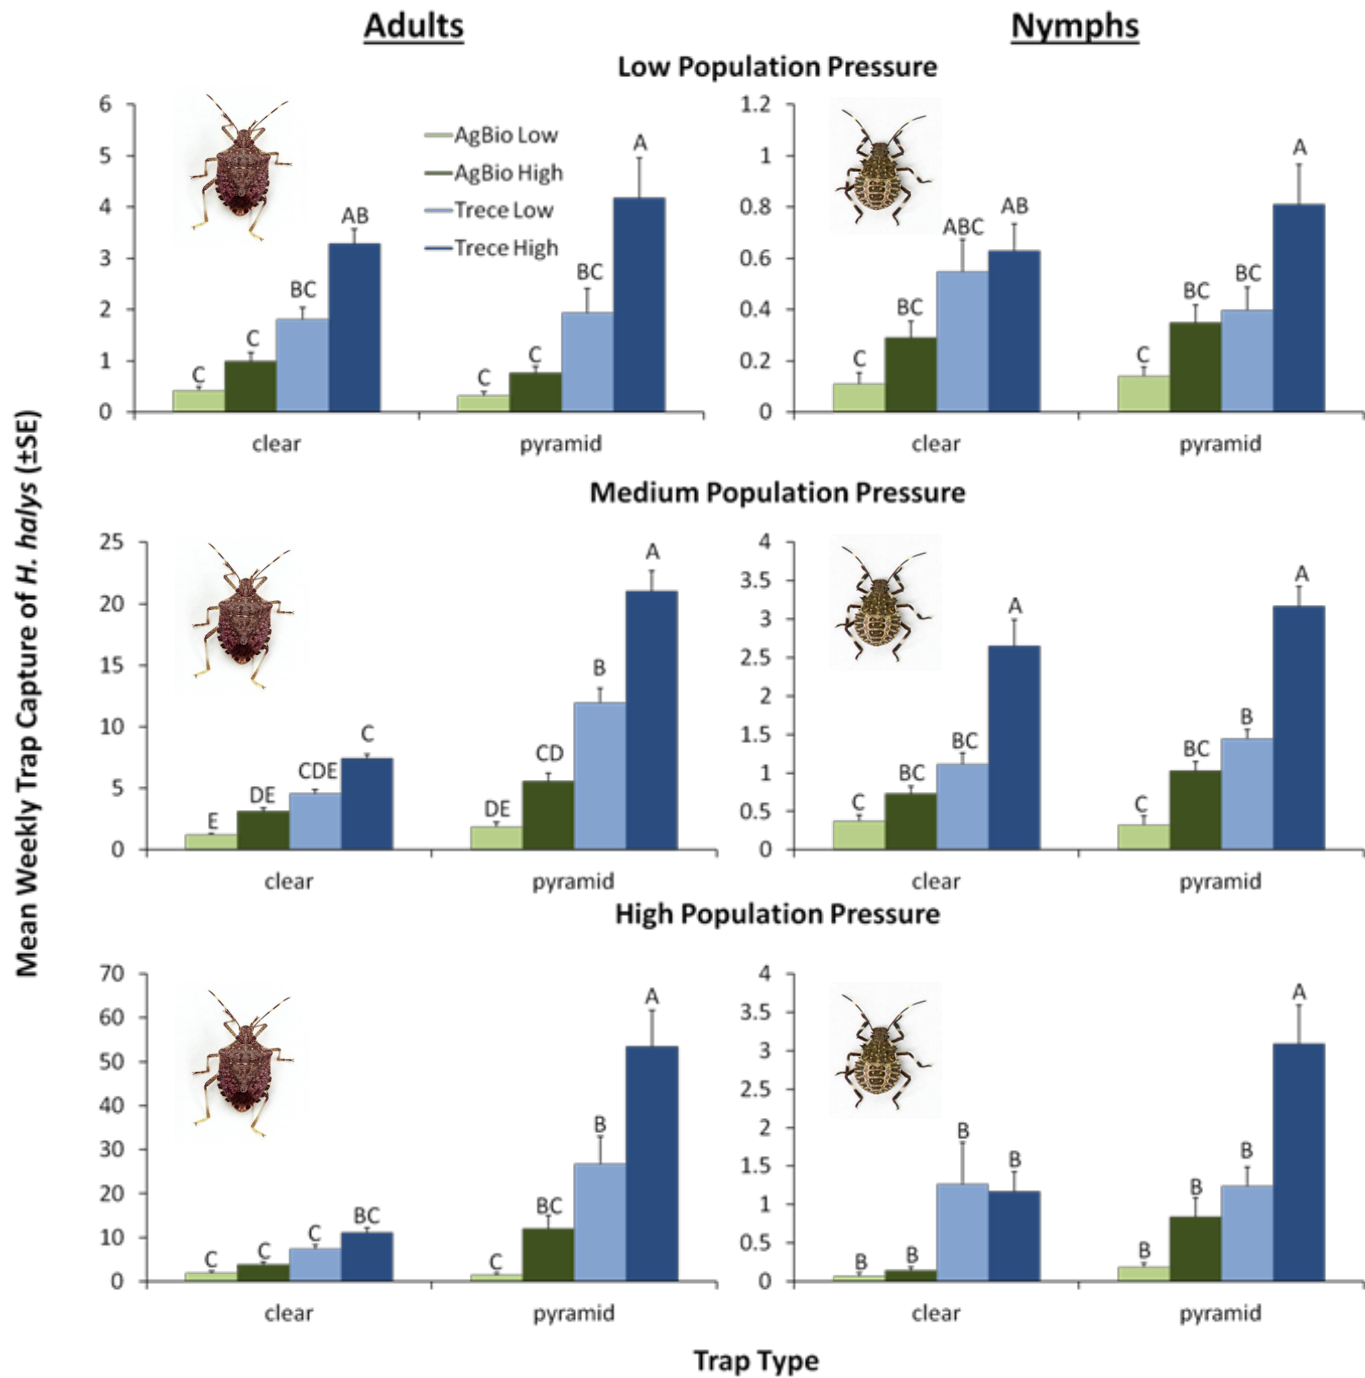 Adults
Nymphs
Low Population Pressure
6
5
4
3
2
1
0
AgBio Low
AgBio High
Trece Low
Trece High
C
C
BC
AB
C
C
BC
A
clear
pyramid
1.2
1
0.8
0.6
0.4
0.2
0
C
BC
ABC
AB
C
BC
BC
A
clear
pyramid
Mean Weekly Trap Capture of H. halys (±SE)
Medium Population Pressure
25
20
15
10
5
0
E
DE
CDE
C
DE
CD
B
A
clear
pyramid
4
3.5
3
2.5
2
1.5
1
0.5
0
C
BC
BC
A
C
BC
B
A
clear
pyramid
High Population Pressure
70
60
50
40
30
20
10
0
C
C
C
BC
C
BC
B
A
clear
pyramid
4
3.5
3
2.5
2
1.5
1
0.5
0
B
B
B
B
B
B
B
A
clear
pyramid
Trap Type